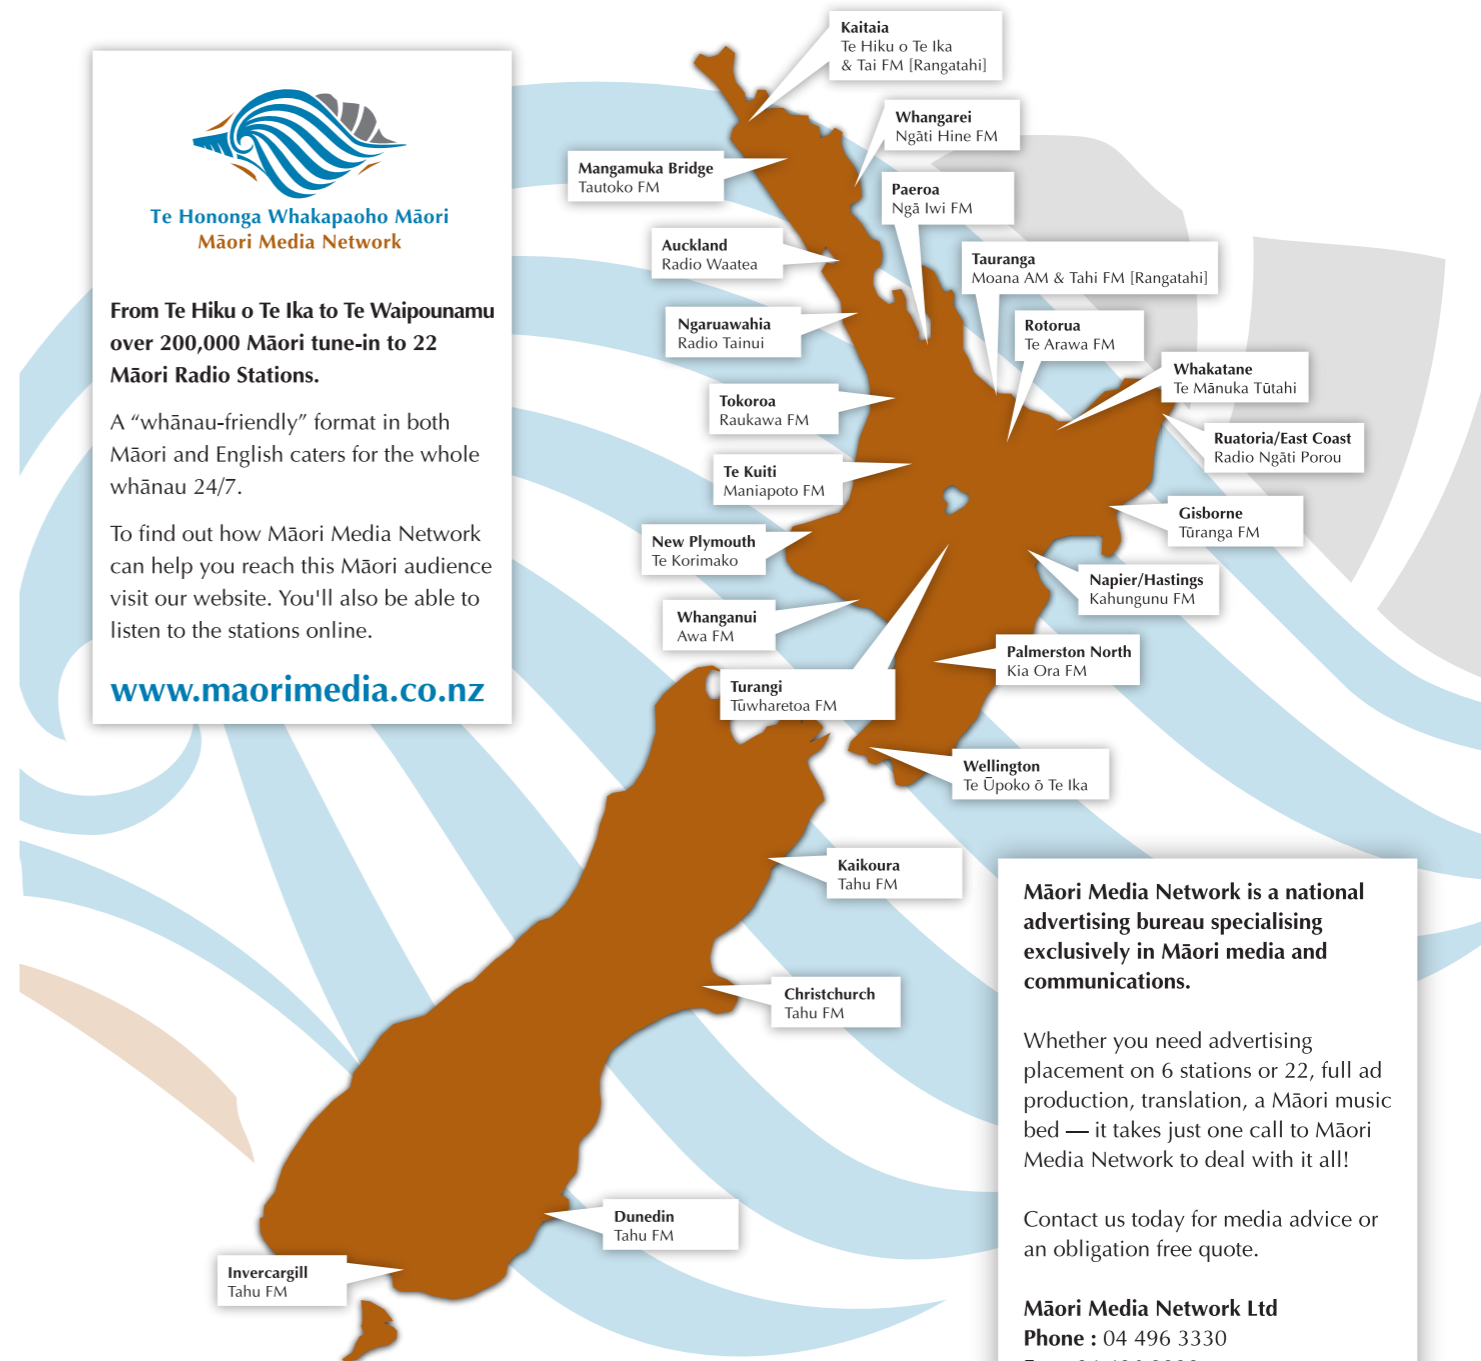 Te Hononga Whakapaoho Māori
Māori Media Network
From Te Hiku o Te Ika to Te Waipounamu
over 200,000 Māori tune-in to 22
Māori Radio Stations.
A “whānau-friendly” format in both
Māori and English caters for the whole
whānau 24/7.
To find out how Māori Media Network
can help you reach this Māori audience
visit our website. You'll also be able to
listen to the stations online.
www.maorimedia.co.nz
Kaitaia
Te Hiku o Te Ika
& Tai FM [Rangatahi]
Whangarei
Ngāti Hine FM
Mangamuka Bridge
Tautoko FM
Paeroa
Ngā Iwi FM
Auckland
Radio Waatea
Tauranga
Moana AM & Tahi FM [Rangatahi]
Ngaruawahia
Radio Tainui
Rotorua
Te Arawa FM
Whakatane
Te Mānuka Tūtahi
Tokoroa
Raukawa FM
Ruatoria/East Coast
Radio Ngāti Porou
Te Kuiti
Maniapoto FM
Gisborne
Tūranga FM
New Plymouth
Te Korimako
Napier/Hastings
Kahungunu FM
Whanganui
Awa FM
Palmerston North
Kia Ora FM
Turangi
Tūwharetoa FM
Wellington
Te Ūpoko ō Te Ika
Kaikoura
Tahu FM
Christchurch
Tahu FM
Dunedin
Tahu FM
Invercargill
Tahu FM
Māori Media Network is a national
advertising bureau specialising
exclusively in Māori media and
communications.
Whether you need advertising
placement on 6 stations or 22, full ad
production, translation, a Māori music
bed — it takes just one call to Māori
Media Network to deal with it all!
Contact us today for media advice or
an obligation free quote.
Māori Media Network Ltd
Phone : 04 496 3330